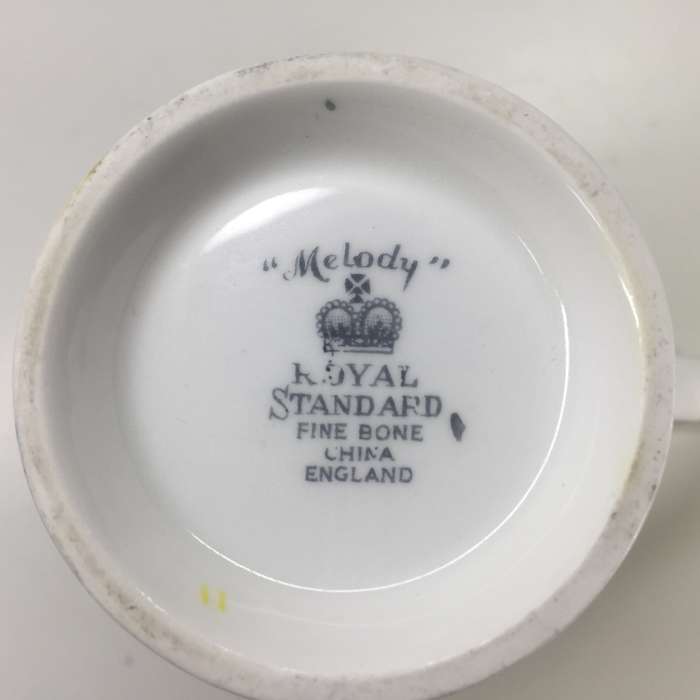 "Melody"
ROYAL
STANDARD
FINE BONE
CHINA
ENGLAND